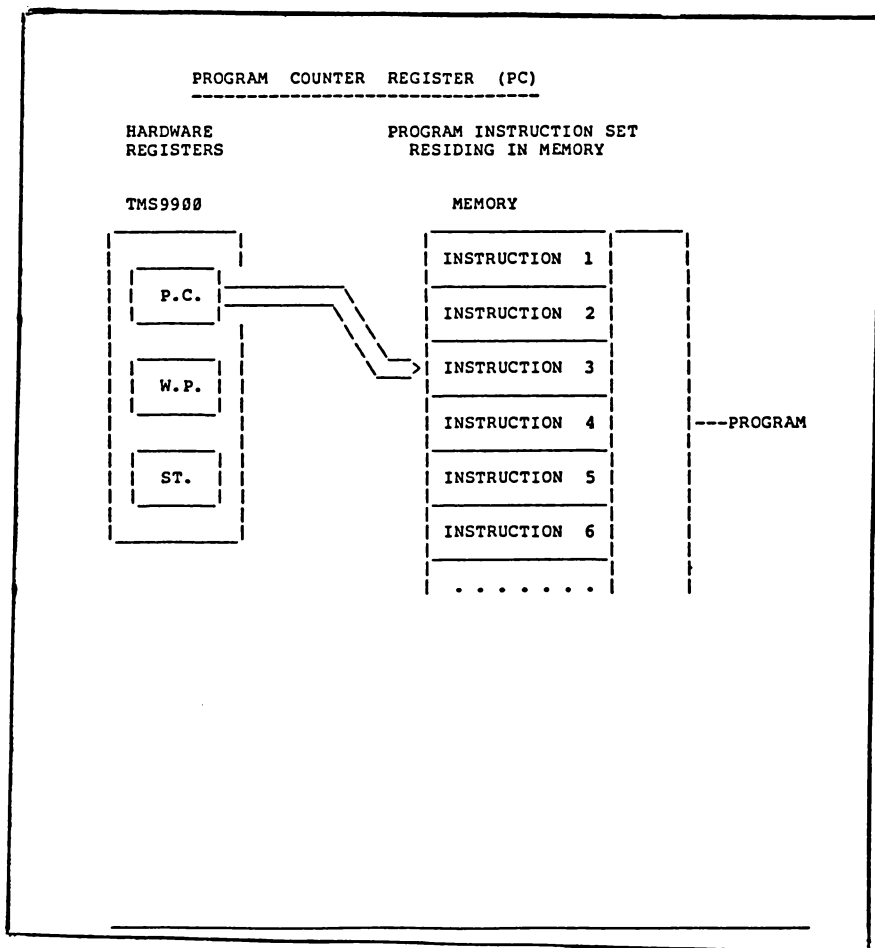 PROGRAM COUNTER REGISTER (PC)
HARDWARE REGISTERS
PROGRAM INSTRUCTION SET RESIDING IN MEMORY
TMS9900
MEMORY
P.C.
W.P.
ST.
INSTRUCTION 1
INSTRUCTION 2
INSTRUCTION 3
INSTRUCTION 4
INSTRUCTION 5
INSTRUCTION 6
. . . . . . .
---PROGRAM